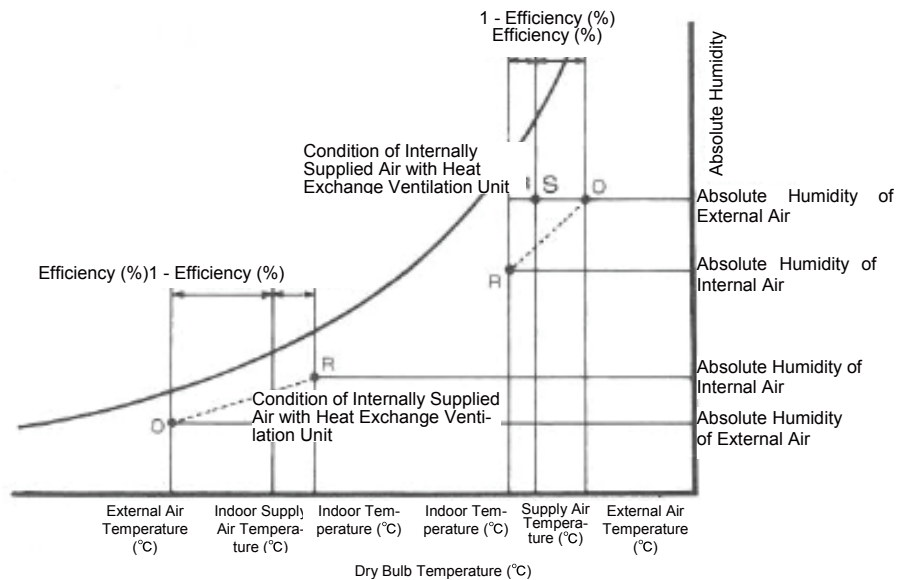 1 - Efficiency (%)
Efficiency (%)
Absolute Humidity
Condition of Internally
Supplied Air with Heat
Exchange Ventilation Unit
S
O
Absolute Humidity of
External Air
R
Absolute Humidity of
Internal Air
Efficiency (%)1 - Efficiency (%)
R
Absolute Humidity of
Internal Air
Condition of Internally Supplied
Air with Heat Exchange Venti-
lation Unit
O
Absolute Humidity
of External Air
External Air
Temperature
(℃)
Indoor Supply
Air Tempera-
ture (℃)
Indoor Tem-
perature (℃)
Indoor Tem-
perature (℃)
Supply Air
Tempera-
ture (℃)
External Air
Temperature
(℃)
Dry Bulb Temperature (℃)